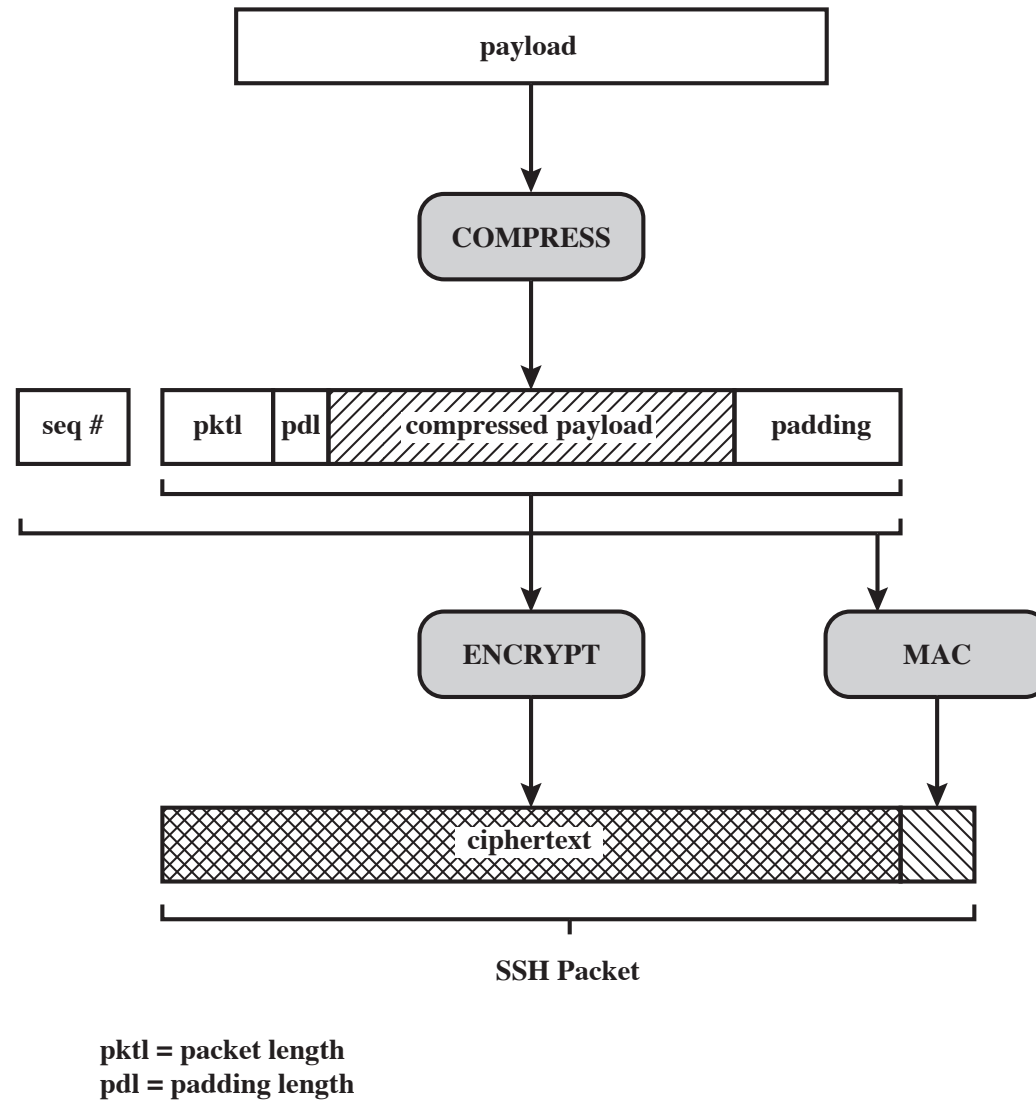 payload
COMPRESS
seq #
pktl
pdl
compressed payload
padding
ENCRYPT
MAC
ciphertext
SSH Packet
pktl = packet length
pdl = padding length